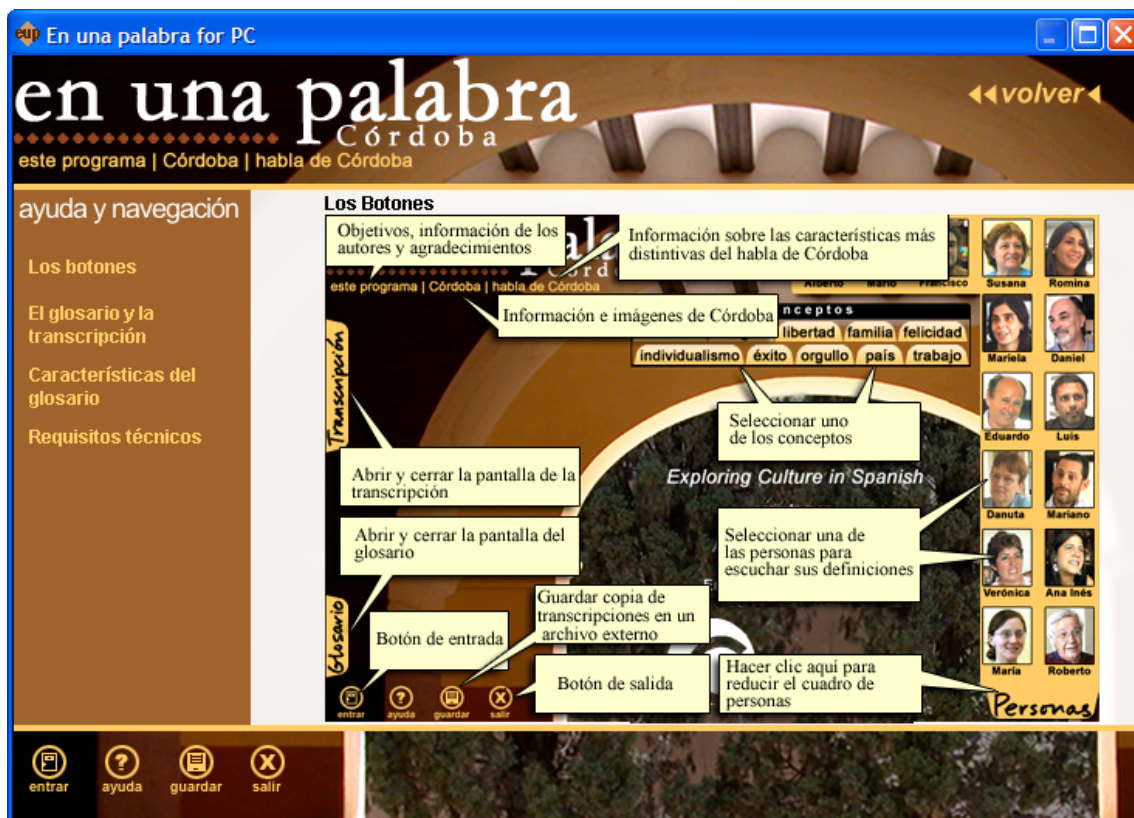 eup En una palabra for PC
en una palabra
Córdoba
este programa | Córdoba | habla de Córdoba
volver
ayuda y navegación
Los botones
El glosario y la
transcripción
Características del
glosario
Requisitos técnicos
Los Botones
Objetivos, información de los
autores y agradecimientos
Información sobre las características más
distintivas del habla de Córdoba
este programa | Córdoba | habla de Córdoba
Información e imágenes de Córdoba
Alberto Mario Francisco Susana Romina
libertad familia felicidad
individualismo éxito orgullo país trabajo
Mariela Daniel
Seleccionar uno
de los conceptos
Transcripción
Eduardo Luis
Abrir y cerrar la pantalla de la
transcripción
Exploring Culture in Spanish
Danuta Mariano
Abrir y cerrar la pantalla del
glosario
Seleccionar una de
las personas para
escuchar sus definiciones
Verónica Ana Inés
Glosario
Botón de entrada
Guardar copia de
transcripciones en un
archivo externo
María Roberto
Botón de salida
Hacer clic aquí para
reducir el cuadro de
personas
Personas
entrar ayuda guardar salir
entrar ayuda guardar salir